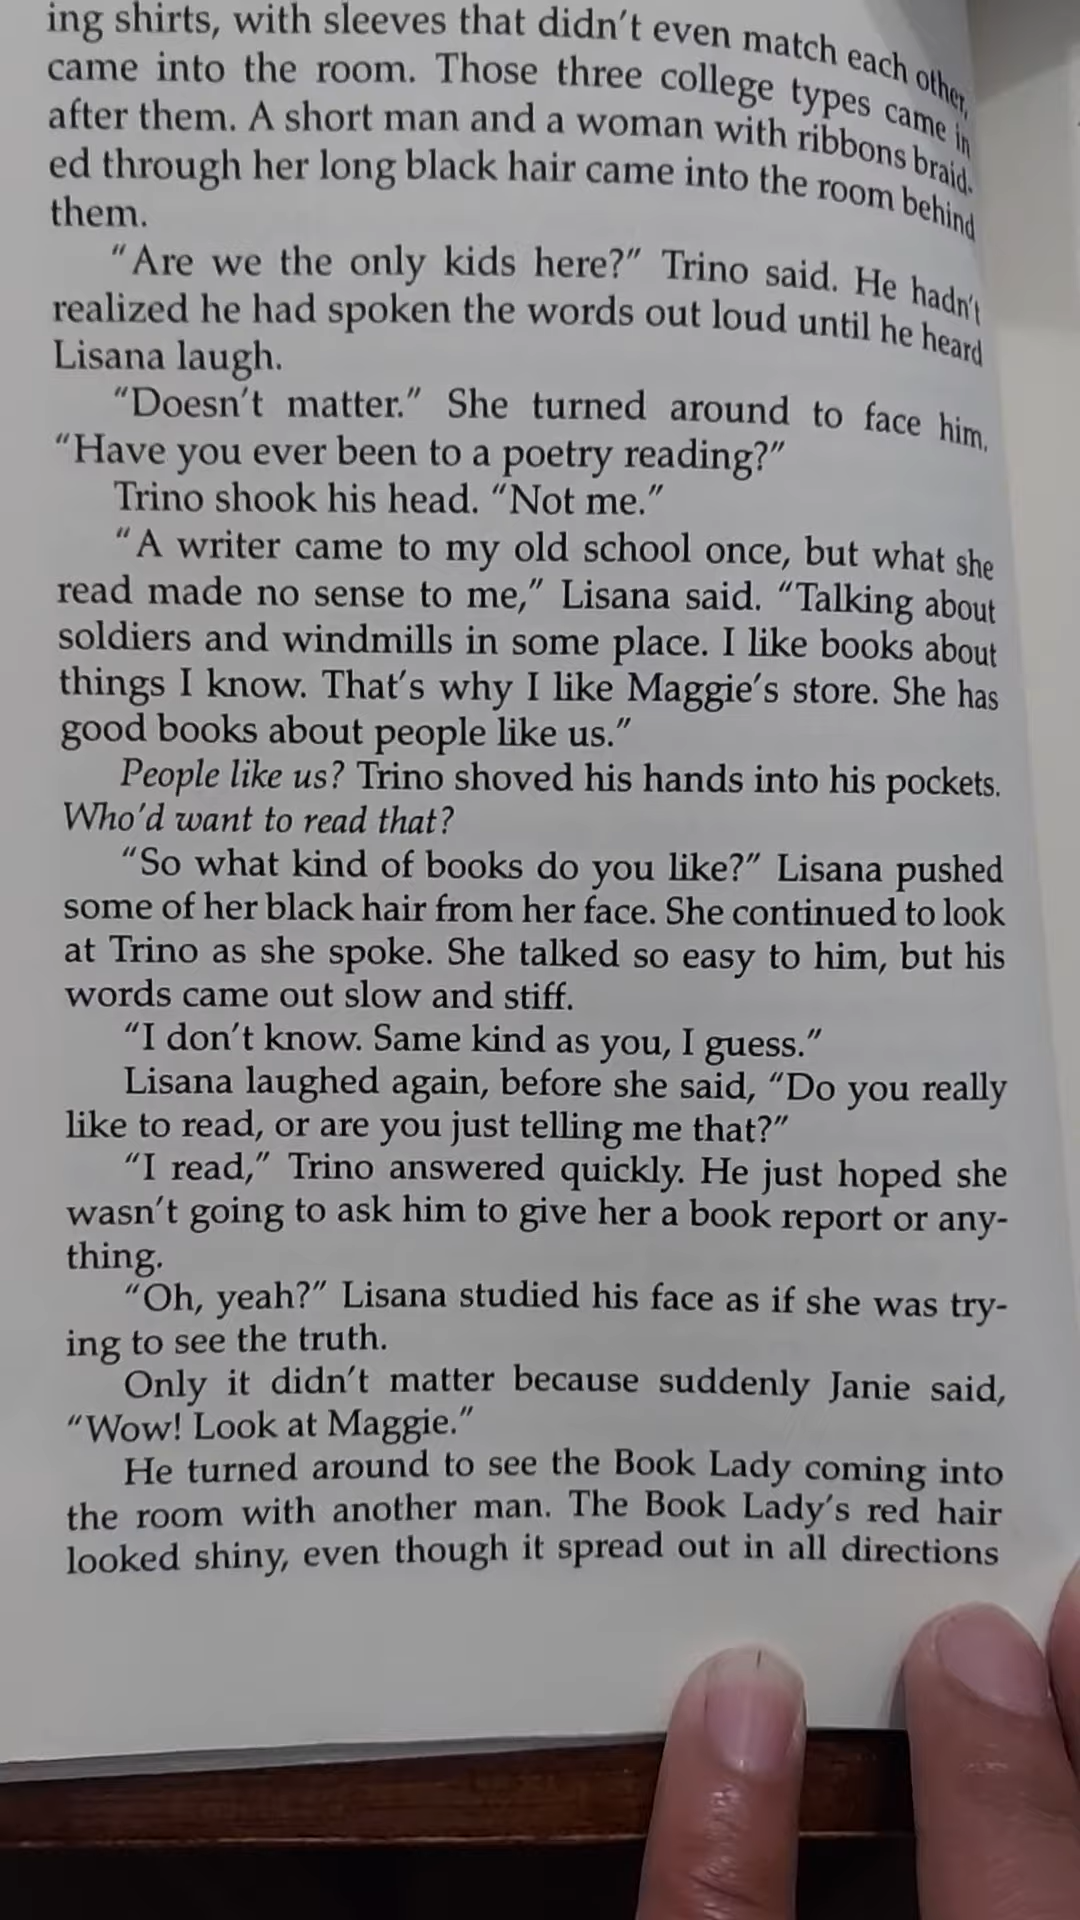 ing shirts, with sleeves that didn't even match each other,
came into the room. Those three college types came in
after them. A short man and a woman with ribbons braid-
ed through her long black hair came into the room behind
them.
"Are we the only kids here?" Trino said. He hadn't
realized he had spoken the words out loud until he heard
Lisana laugh.
"Doesn't matter." She turned around to face him.
"Have you ever been to a poetry reading?"
Trino shook his head. "Not me."
"A writer came to my old school once, but what she
read made no sense to me," Lisana said. "Talking about
soldiers and windmills in some place. I like books about
things I know. That's why I like Maggie's store. She has
good books about people like us."
People like us? Trino shoved his hands into his pockets.
Who'd want to read that?
"So what kind of books do you like?" Lisana pushed
some of her black hair from her face. She continued to look
at Trino as she spoke. She talked so easy to him, but his
words came out slow and stiff.
"I don't know. Same kind as you, I guess."
Lisana laughed again, before she said, "Do you really
like to read, or are you just telling me that?"
"I read," Trino answered quickly. He just hoped she
wasn't going to ask him to give her a book report or any-
thing.
"Oh, yeah?" Lisana studied his face as if she was try-
ing to see the truth.
Only it didn't matter because suddenly Janie said,
"Wow! Look at Maggie."
He turned around to see the Book Lady coming into
the room with another man. The Book Lady's red hair
looked shiny, even though it spread out in all directions